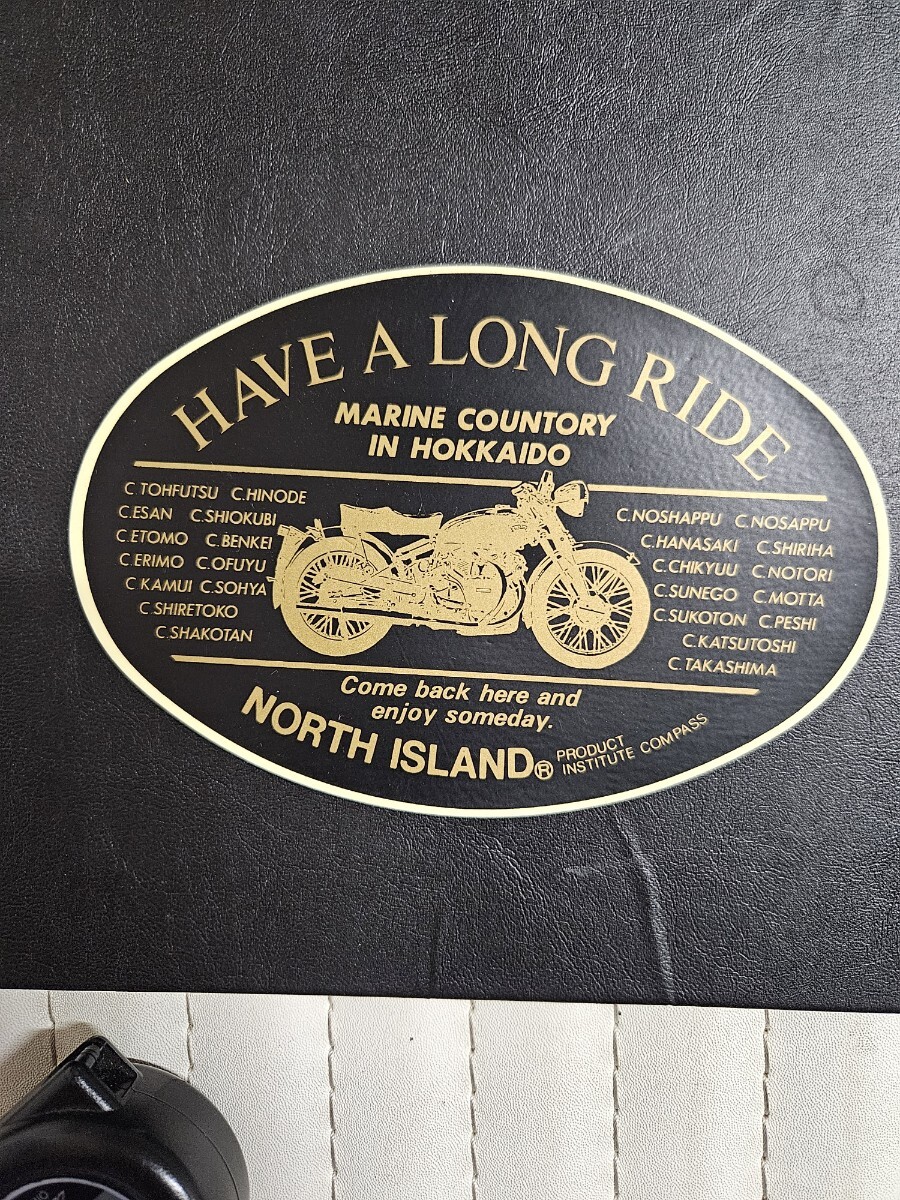 HAVE A LONG RIDE
MARINE COUNTORY
IN HOKKAIDO
C.TOHFUTSU C.HINODE
C.ESAN C.SHIOKUBI
C.ETOMO C.BENKEI
C.ERIMO C.OFUYU
C.KAMUI C.SOHYA
C.SHIRETOKO
C.SHAKOTAN
C.NOSHAPPU C.NOSAPPU
C.HANASAKI C.SHIRIHA
C.CHIKYUU C.NOTORI
C.SUNEGO C.MOTTA
C.SUKOTON C.PESHI
C.KATSUTOSHI
C.TAKASHIMA
Come back here and
enjoy someday.
NORTH ISLAND®
PRODUCT
INSTITUTE COMPASS